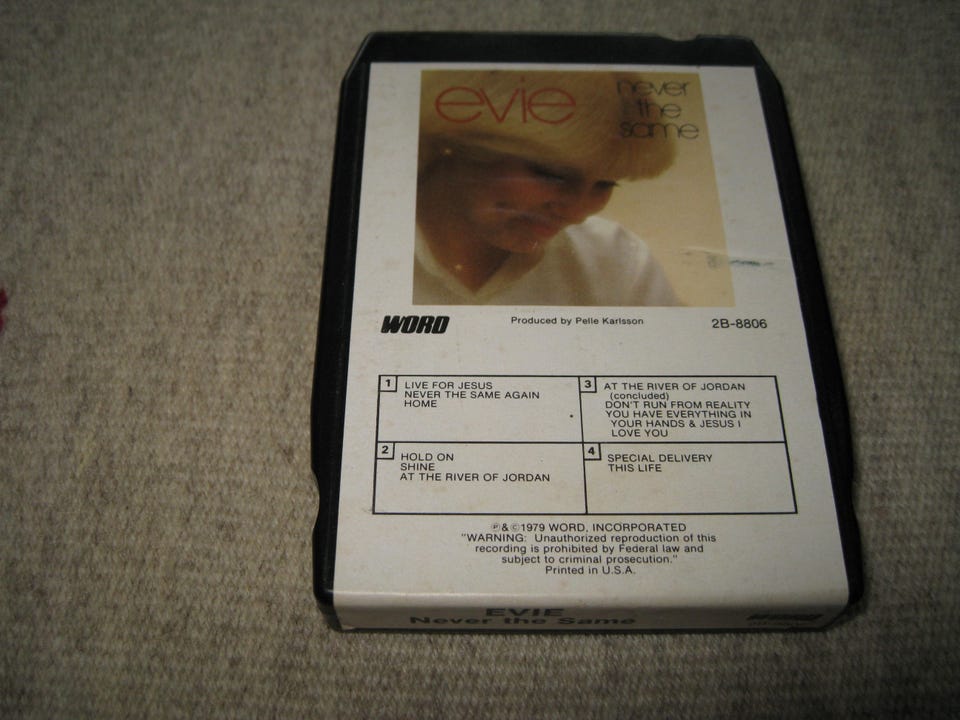 evie
never
the
same
WORD
Produced by Pelle Karlsson
2B-8806
1
LIVE FOR JESUS
NEVER THE SAME AGAIN
HOME
2
HOLD ON
SHINE
AT THE RIVER OF JORDAN
3
AT THE RIVER OF JORDAN
(concluded)
DON'T RUN FROM REALITY
YOU HAVE EVERYTHING IN
YOUR HANDS & JESUS I
LOVE YOU
4
SPECIAL DELIVERY
THIS LIFE
℗&©1979 WORD, INCORPORATED
"WARNING: Unauthorized reproduction of this
recording is prohibited by Federal law and
subject to criminal prosecution."
Printed in U.S.A.
EVIE
Never the Same